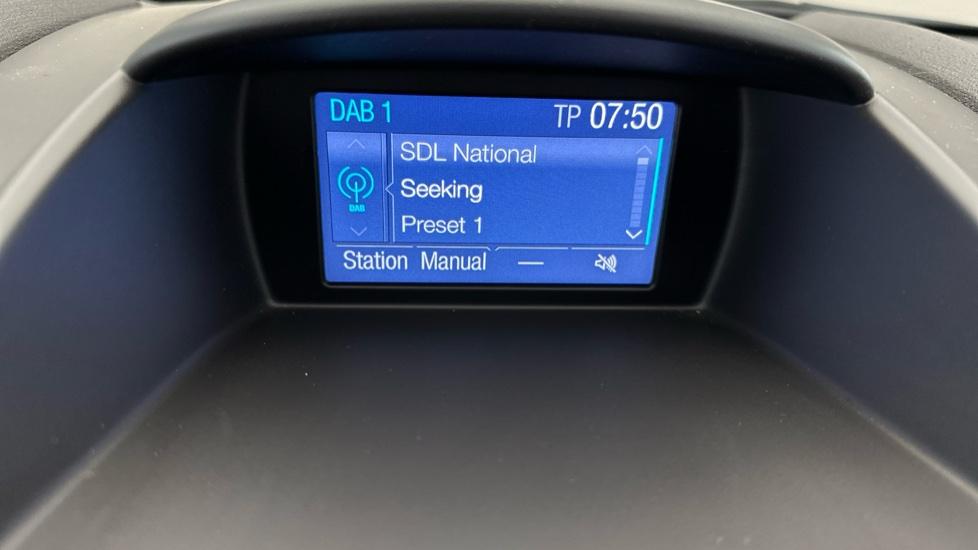 DAB 1 TP 07:50
SDL National
DAB Seeking
Preset 1
Station Manual